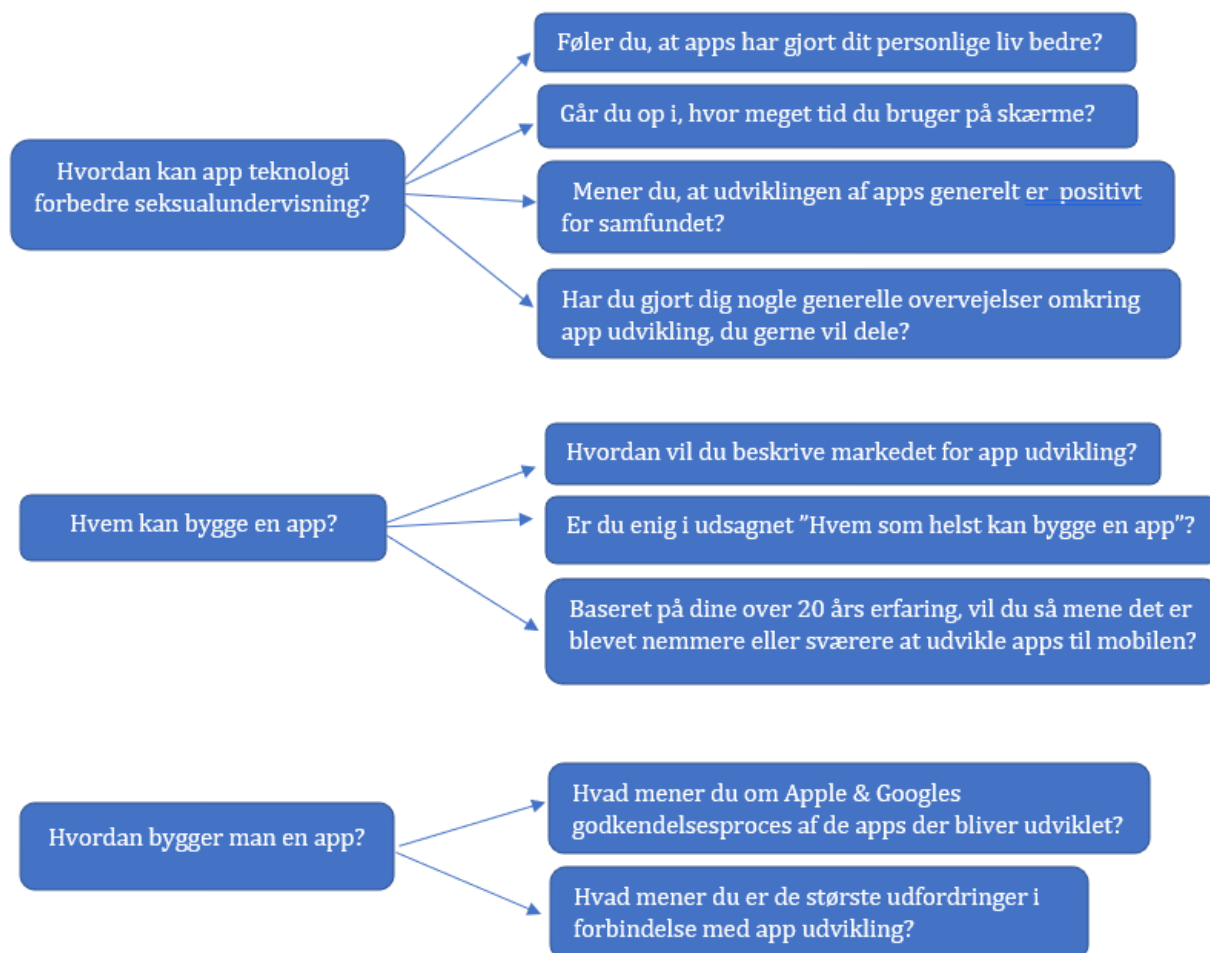 Hvordan kan app teknologi
forbedre seksualundervisning?
Føler du, at apps har gjort dit personlige liv bedre?
Går du op i, hvor meget tid du bruger på skærme?
Mener du, at udviklingen af apps generelt er  positivt
for samfundet?
Har du gjort dig nogle generelle overvejelser omkring
app udvikling, du gerne vil dele?
Hvem kan bygge en app?
Hvordan vil du beskrive markedet for app udvikling?
Er du enig i udsagnet ”Hvem som helst kan bygge en app”?
Baseret på dine over 20 års erfaring, vil du så mene det er
blevet nemmere eller sværere at udvikle apps til mobilen?
Hvordan bygger man en app?
Hvad mener du om Apple & Googles
godkendelsesproces af de apps der bliver udviklet?
Hvad mener du er de største udfordringer i
forbindelse med app udvikling?